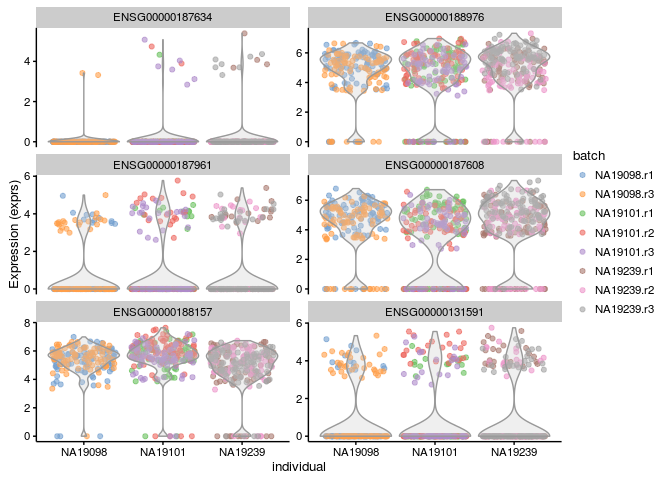 ENSG00000187634
ENSG00000188976
4
2
0
6
4
2
0
ENSG00000187961
ENSG00000187608
6
4
2
0
6
4
2
0
ENSG00000188157
ENSG00000131591
8
6
4
2
0
6
4
2
0
NA19098 NA19101 NA19239
NA19098 NA19101 NA19239
individual
Expression (exprs)
batch
NA19098.r1
NA19098.r3
NA19101.r1
NA19101.r2
NA19101.r3
NA19239.r1
NA19239.r2
NA19239.r3